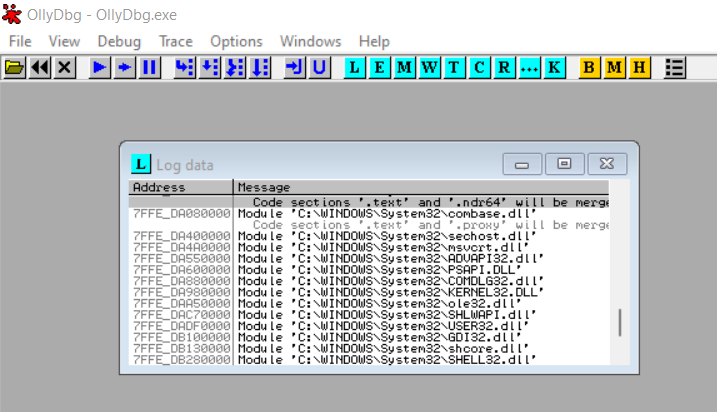 OllyDbg - OllyDbg.exe
File View Debug Trace Options Windows Help
L E M W T C R ... K B M H
L Log data
Address Message
Code sections '.text' and '.ndr64' will be merge
7FFE_DA080000 Module 'C:\WINDOWS\System32\combase.dll'
Code sections '.text' and '.proxy' will be merge
7FFE_DA400000 Module 'C:\WINDOWS\System32\sechost.dll'
7FFE_DA4A0000 Module 'C:\WINDOWS\System32\msvcrt.dll'
7FFE_DA550000 Module 'C:\WINDOWS\System32\ADVAPI32.dll'
7FFE_DA600000 Module 'C:\WINDOWS\System32\PSAPI.DLL'
7FFE_DA880000 Module 'C:\WINDOWS\System32\COMDLG32.dll'
7FFE_DA980000 Module 'C:\WINDOWS\System32\KERNEL32.DLL'
7FFE_DAA50000 Module 'C:\WINDOWS\System32\ole32.dll'
7FFE_DAC70000 Module 'C:\WINDOWS\System32\SHLWAPI.dll'
7FFE_DADF0000 Module 'C:\WINDOWS\System32\USER32.dll'
7FFE_DB100000 Module 'C:\WINDOWS\System32\GDI32.dll'
7FFE_DB130000 Module 'C:\WINDOWS\System32\shcore.dll'
7FFE_DB280000 Module 'C:\WINDOWS\System32\SHELL32.dll'